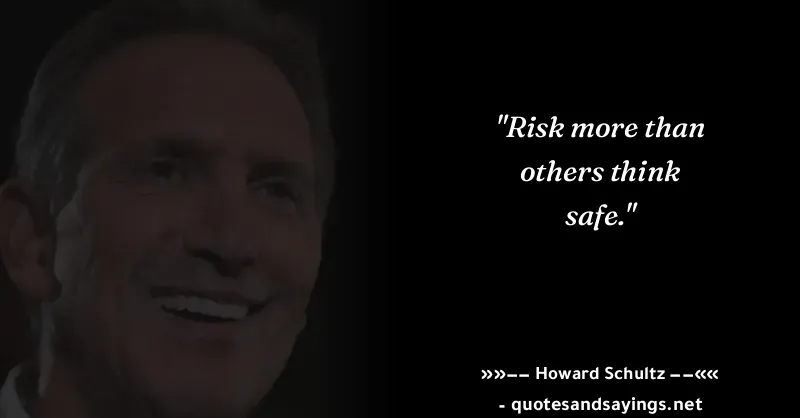 "Risk more than
others think
safe."
»»−− Howard Schultz −−««
- quotesandsayings.net